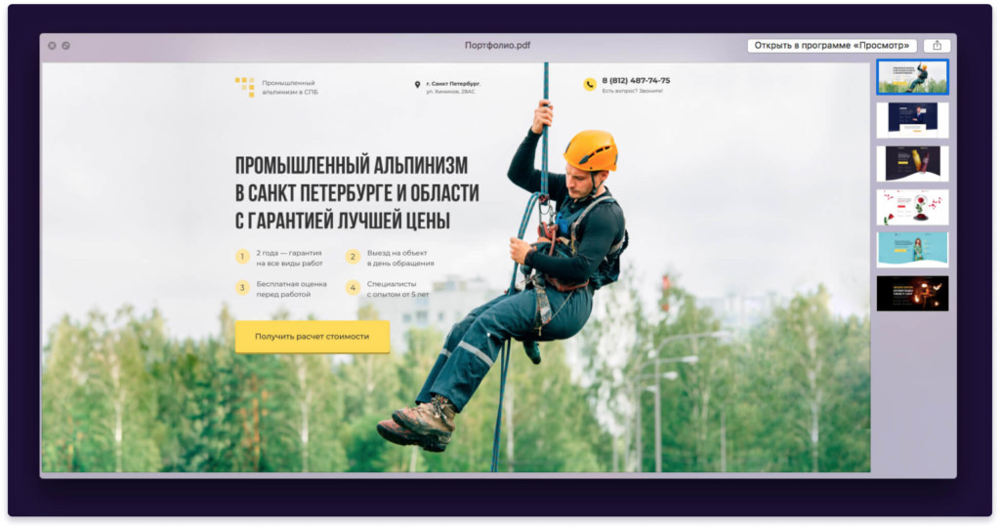 Портфолио.pdf
Открыть в программе «Просмотр»
Промышленный
альпинизм в СПБ
г. Санкт Петербург,
ул. Химиков, 28АС
8 (812) 487-74-75
Есть вопрос? Звоните!
ПРОМЫШЛЕННЫЙ АЛЬПИНИЗМ
В САНКТ ПЕТЕРБУРГЕ И ОБЛАСТИ
С ГАРАНТИЕЙ ЛУЧШЕЙ ЦЕНЫ
1 2 года — гарантия
на все виды работ
2 Выезд на объект
в день обращения
3 Бесплатная оценка
перед работой
4 Специалисты
с опытом от 5 лет
Получить расчет стоимости